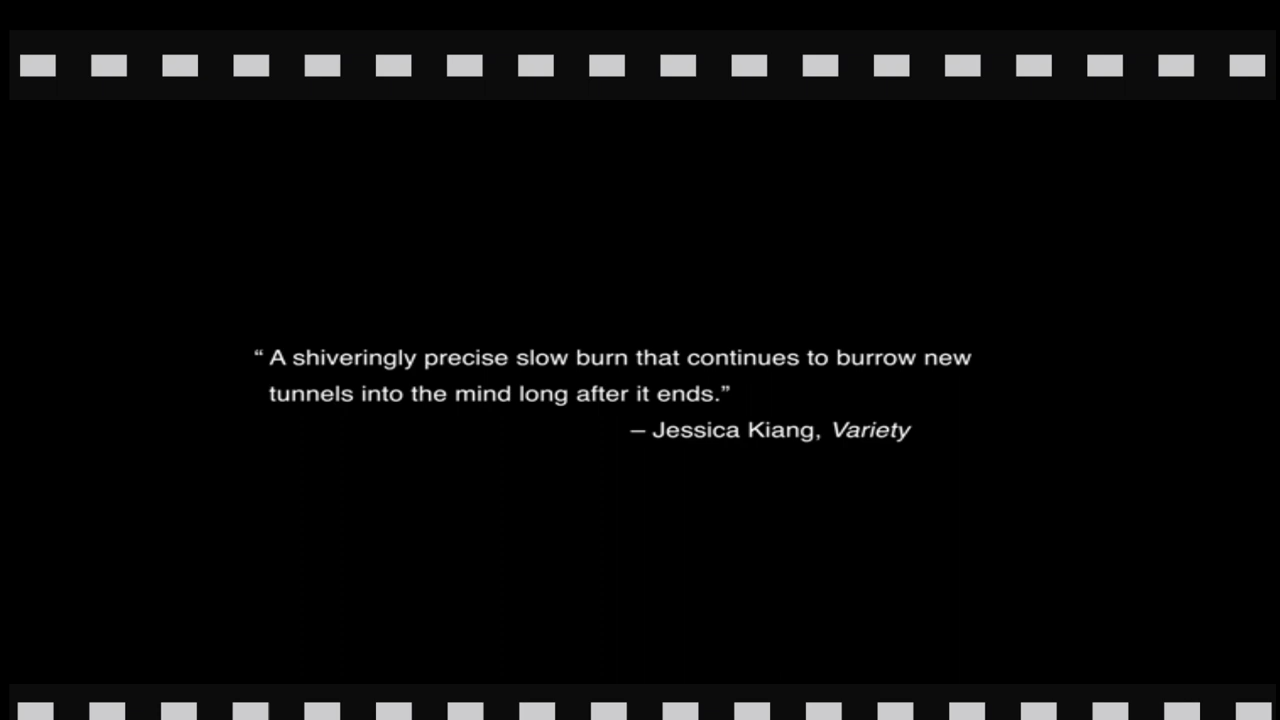 “ A shiveringly precise slow burn that continues to burrow new
tunnels into the mind long after it ends.”
– Jessica Kiang, Variety